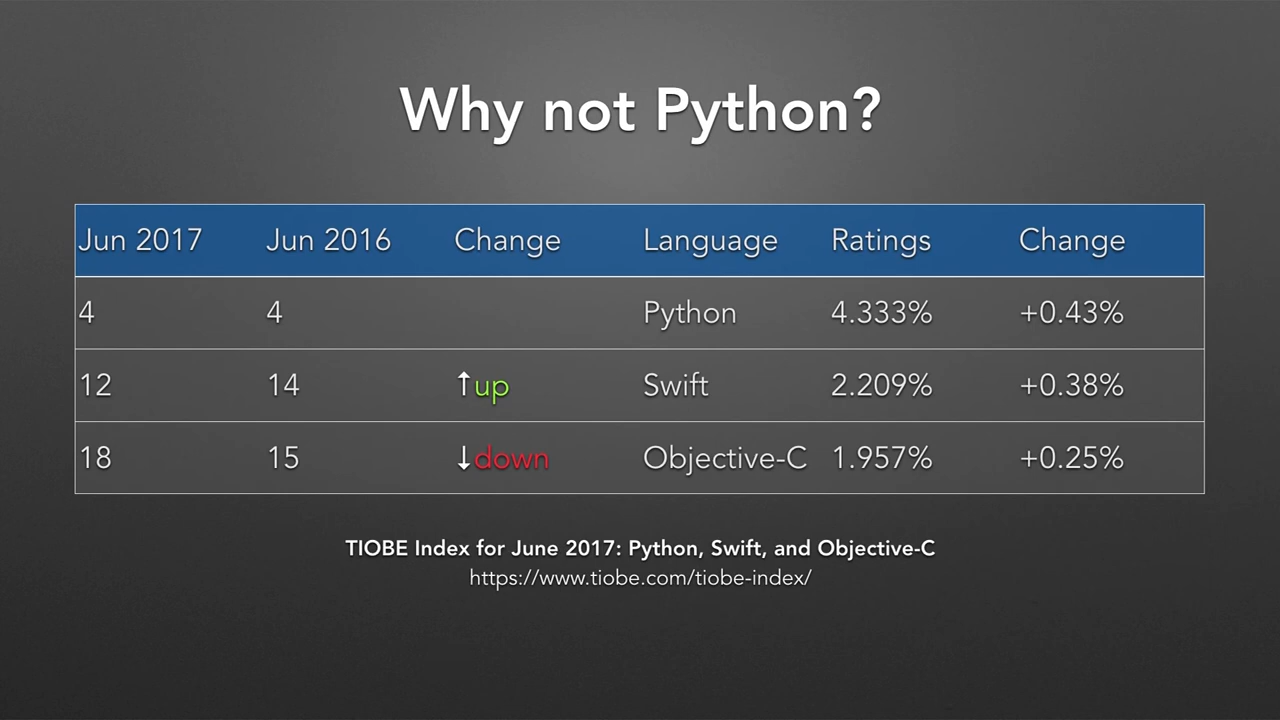 Why not Python?
Jun 2017 Jun 2016 Change Language Ratings Change
4 4 Python 4.333% +0.43%
12 14 ↑up Swift 2.209% +0.38%
18 15 ↓down Objective-C 1.957% +0.25%
TIOBE Index for June 2017: Python, Swift, and Objective-C
https://www.tiobe.com/tiobe-index/